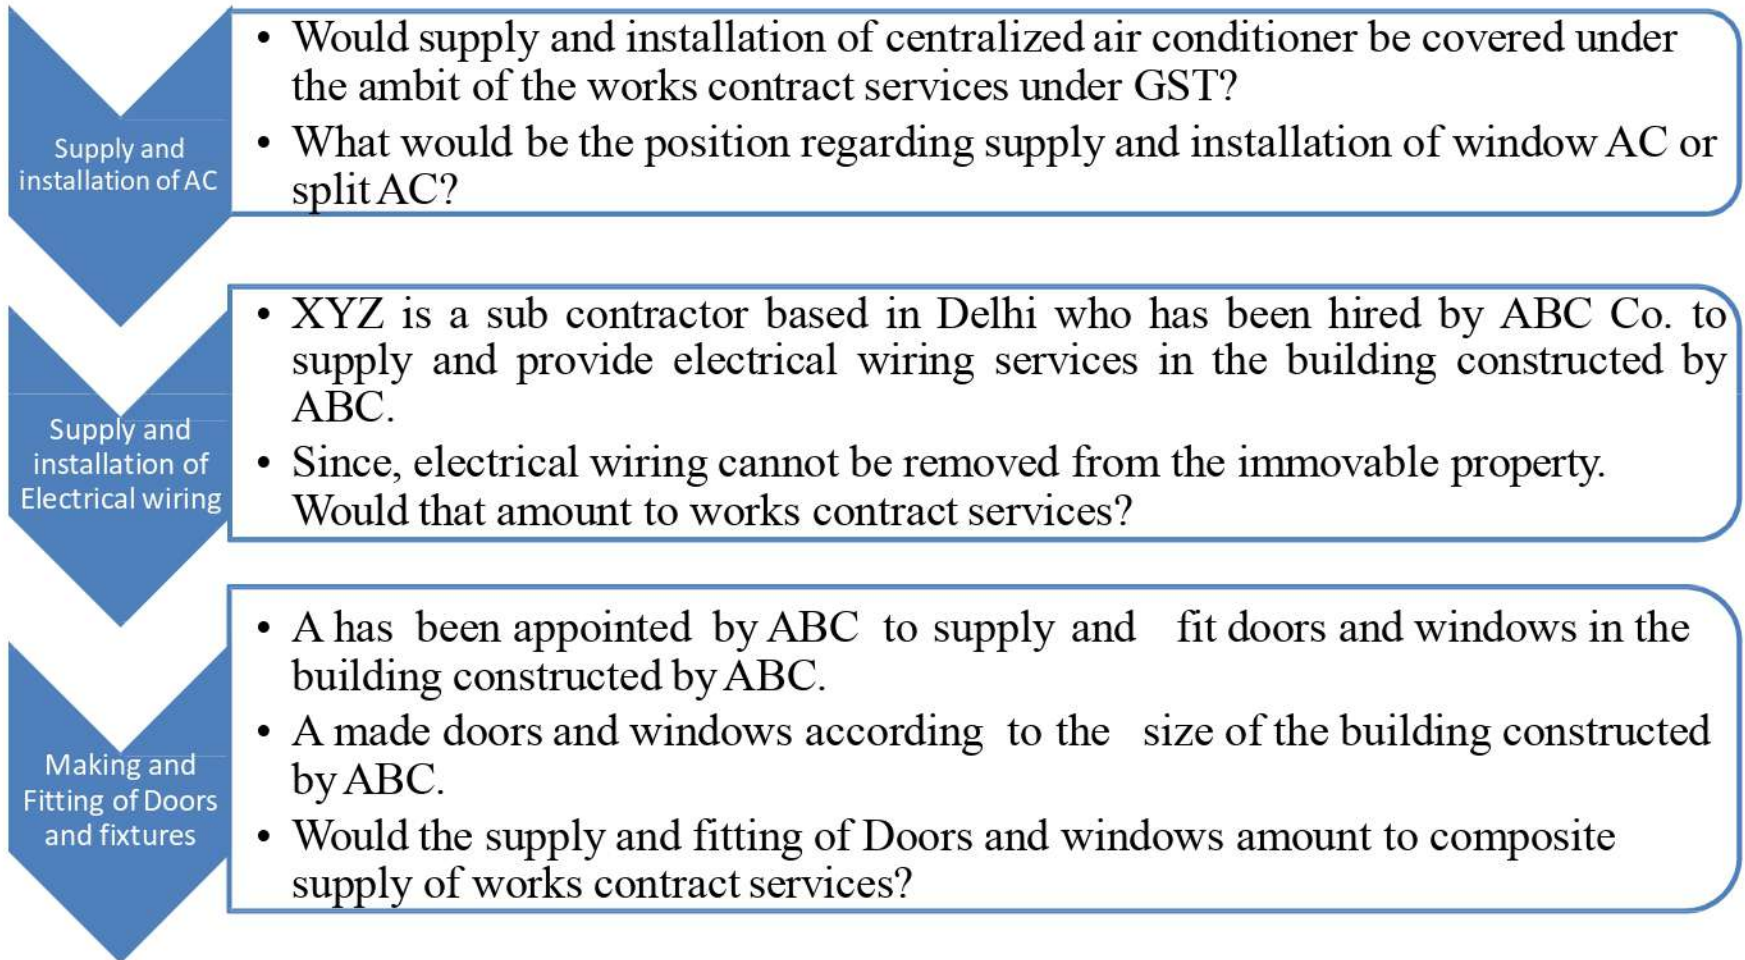 Supply and
installation of AC
• Would supply and installation of centralized air conditioner be covered under
the ambit of the works contract services under GST?
• What would be the position regarding supply and installation of window AC or
split AC?
Supply and
installation of
Electrical wiring
• XYZ is a sub contractor based in Delhi who has been hired by ABC Co. to
supply and provide electrical wiring services in the building constructed by
ABC.
• Since, electrical wiring cannot be removed from the immovable property.
Would that amount to works contract services?
Making and
Fitting of Doors
and fixtures
• A has been appointed by ABC to supply and fit doors and windows in the
building constructed by ABC.
• A made doors and windows according to the size of the building constructed
by ABC.
• Would the supply and fitting of Doors and windows amount to composite
supply of works contract services?